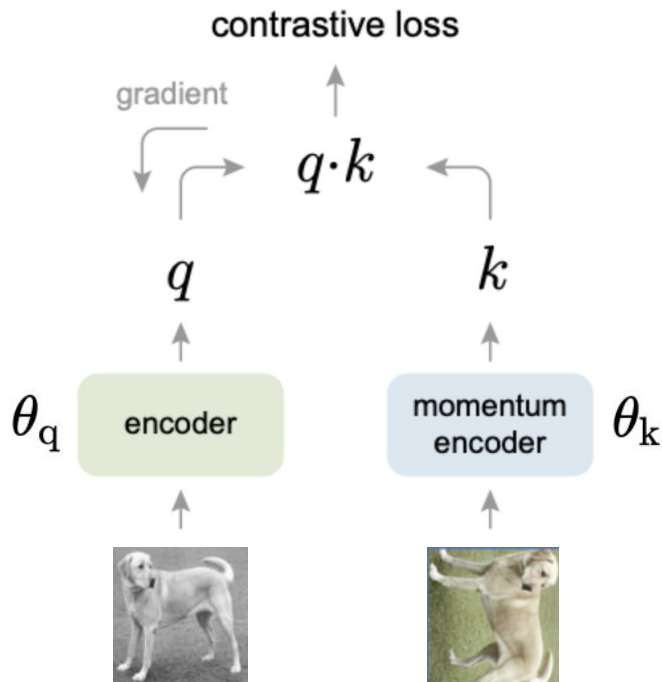 contrastive loss
gradient
q·k
q
k
θq
encoder
momentum
encoder
θk